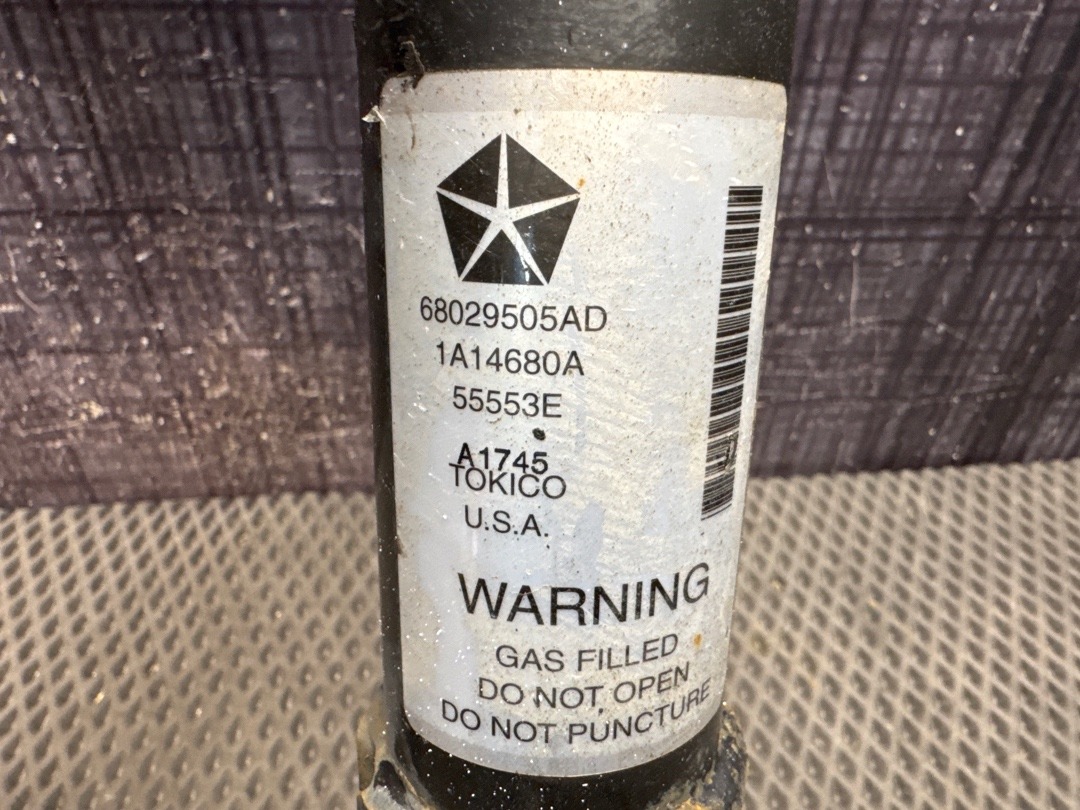 68029505AD
1A14680A
55553E
A1745
TOKICO
U.S.A.
WARNING
GAS FILLED
DO NOT OPEN
DO NOT PUNCTURE